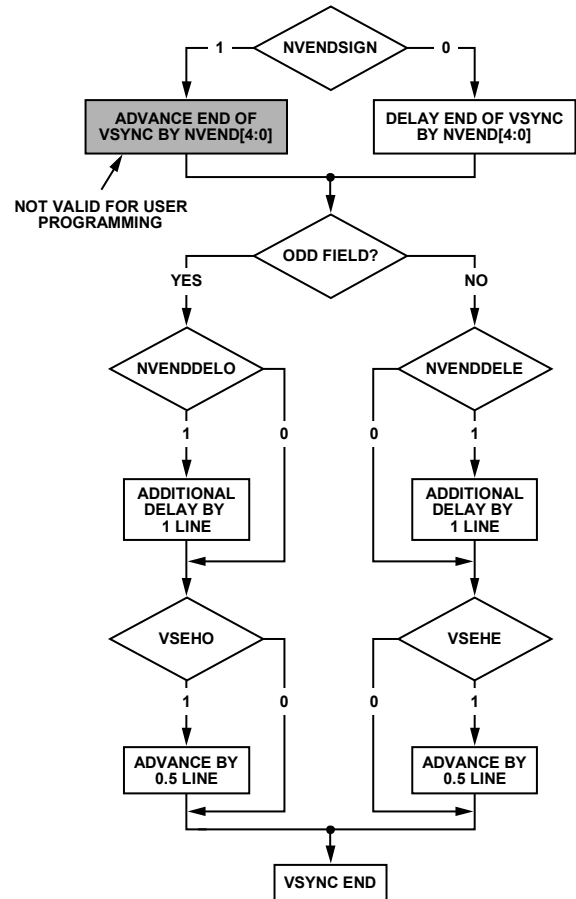 NVENDSIGN
1
0
ADVANCE END OF
VSYNC BY NVEND[4:0]
DELAY END OF VSYNC
BY NVEND[4:0]
NOT VALID FOR USER
PROGRAMMING
ODD FIELD?
YES
NO
NVENDDELO
NVENDDELE
1
0
0
1
ADDITIONAL
DELAY BY
1 LINE
ADDITIONAL
DELAY BY
1 LINE
VSEHO
VSEHE
1
0
0
1
ADVANCE BY
0.5 LINE
ADVANCE BY
0.5 LINE
VSYNC END